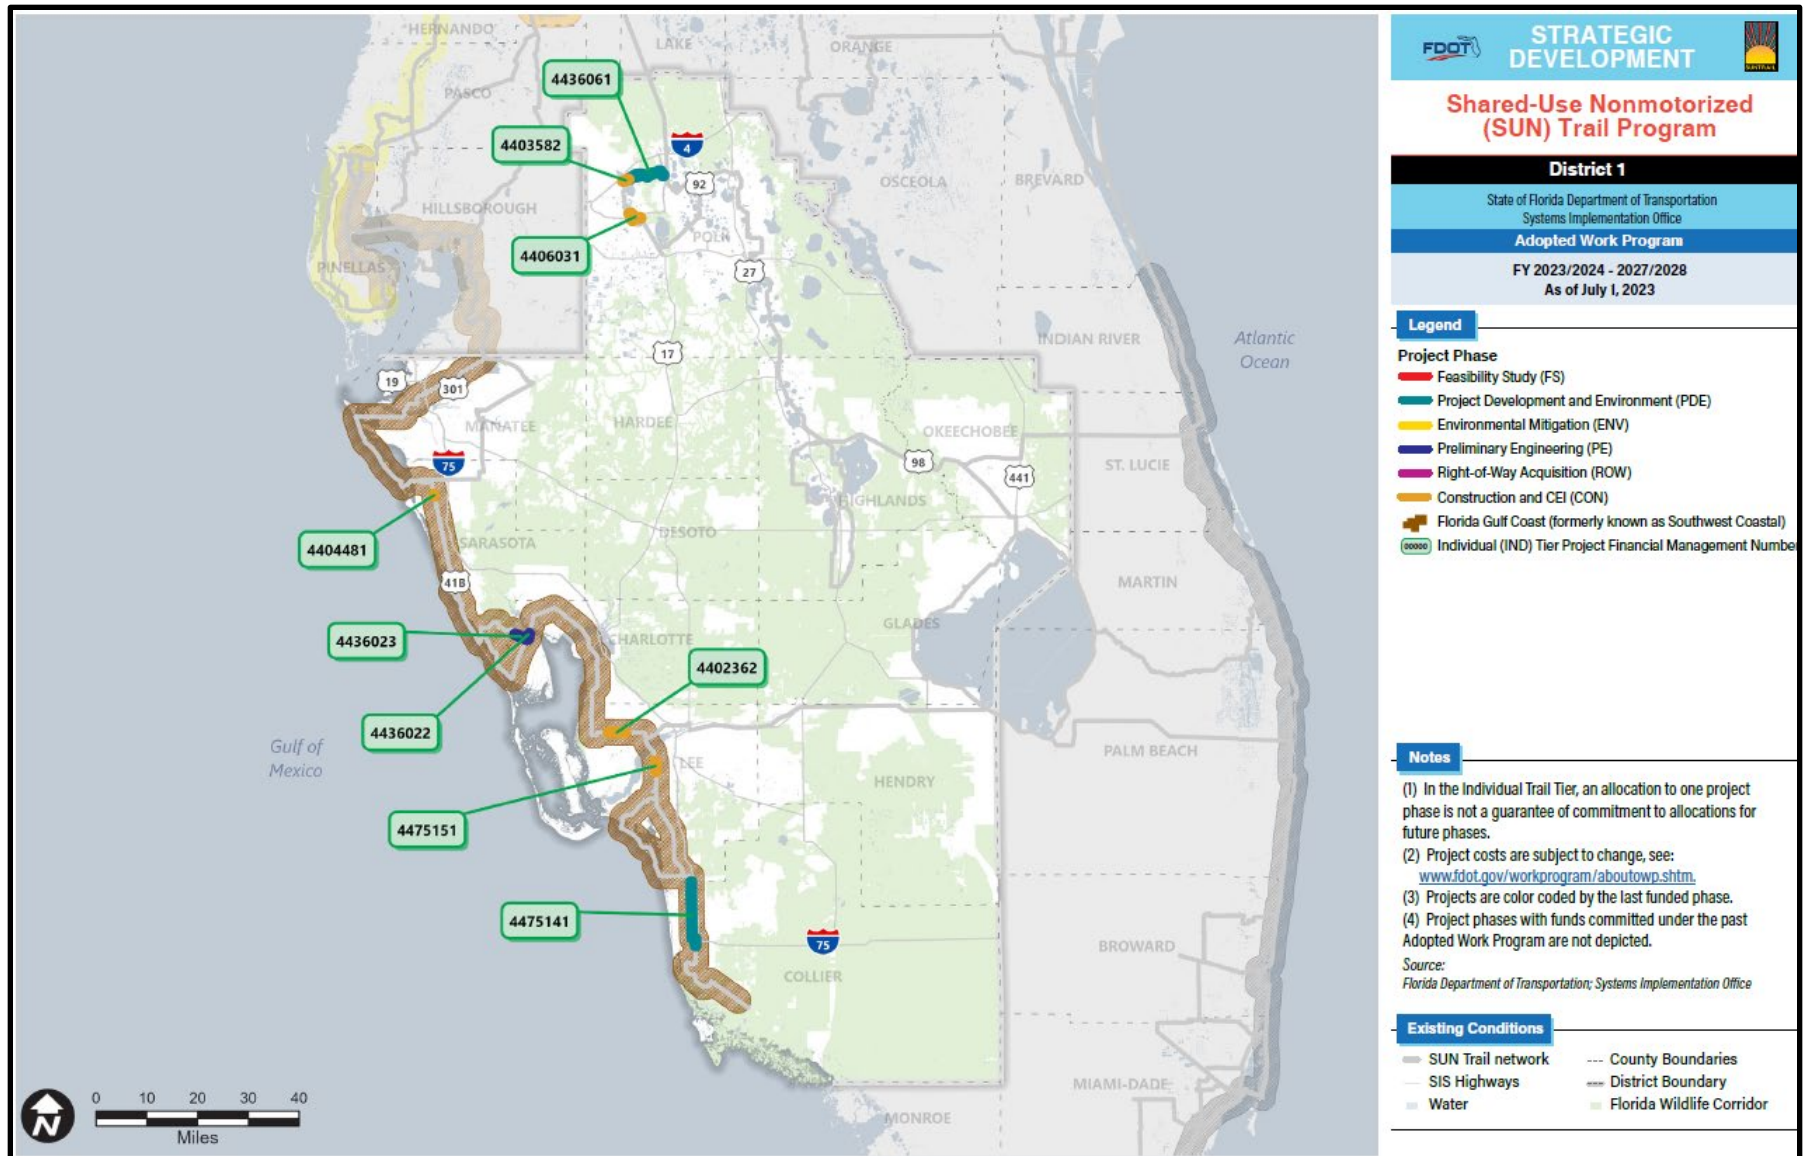 HERNANDO
LAKE
ORANGE
4436061
PASCO
4403582
4
92
OSCEOLA
BREVARD
HILLSBOROUGH
4406031
POLK
PINELLAS
27
INDIAN RIVER
Atlantic
Ocean
17
19
301
MANATEE
HARDEE
OKEECHOBEE
75
98
441
ST. LUCIE
HIGHLANDS
4404481
SARASOTA
DESOTO
41B
MARTIN
4436023
CHARLOTTE
GLADES
4402362
4436022
Gulf of
Mexico
LEE
PALM BEACH
HENDRY
4475151
4475141
75
BROWARD
COLLIER
MIAMI-DADE
MONROE
N
0 10 20 30 40
Miles
FDOT
STRATEGIC
DEVELOPMENT
SUNTRAIL
Shared-Use Nonmotorized
(SUN) Trail Program
District 1
State of Florida Department of Transportation
Systems Implementation Office
Adopted Work Program
FY 2023/2024 - 2027/2028
As of July 1, 2023
Legend
Project Phase
Feasibility Study (FS)
Project Development and Environment (PDE)
Environmental Mitigation (ENV)
Preliminary Engineering (PE)
Right-of-Way Acquisition (ROW)
Construction and CEI (CON)
Florida Gulf Coast (formerly known as Southwest Coastal)
00000 Individual (IND) Tier Project Financial Management Number
Notes
(1) In the Individual Trail Tier, an allocation to one project
phase is not a guarantee of commitment to allocations for
future phases.
(2) Project costs are subject to change, see:
www.fdot.gov/workprogram/aboutowp.shtm.
(3) Projects are color coded by the last funded phase.
(4) Project phases with funds committed under the past
Adopted Work Program are not depicted.
Source:
Florida Department of Transportation; Systems Implementation Office
Existing Conditions
SUN Trail network
County Boundaries
SIS Highways
District Boundary
Water
Florida Wildlife Corridor